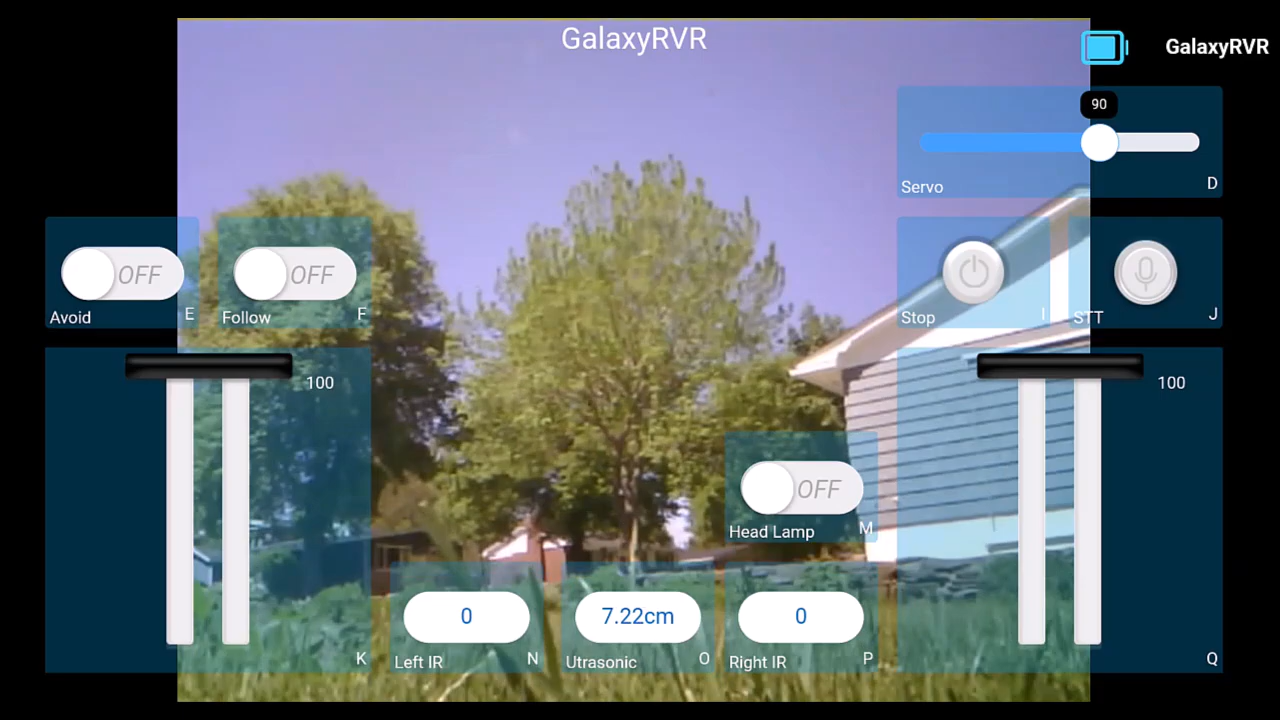 GalaxyRVR
GalaxyRVR
90
Servo D
OFF
Avoid E
OFF
Follow F
Stop I
STT J
100
K
100
Q
OFF
Head Lamp M
0
Left IR N
7.22cm
Utrasonic O
0
Right IR P